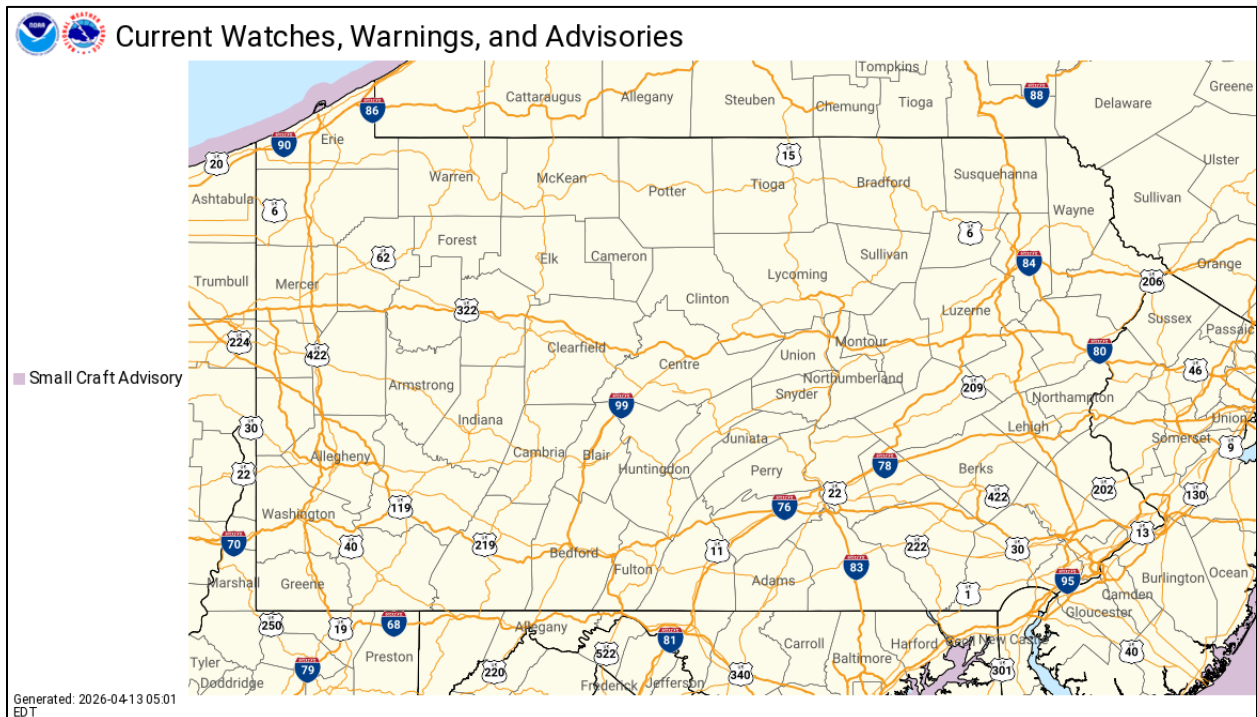 NOAA
Current Watches, Warnings, and Advisories
Tompkins
Greene
Cattaraugus
Allegany
Steuben
Chemung
Tioga
88
Delaware
86
90
Erie
20
15
Ulster
Warren
McKean
Potter
Tioga
Bradford
Susquehanna
Ashtabula
6
Wayne
Sullivan
Forest
6
62
Elk
Cameron
Sullivan
84
Orange
Trumbull
Mercer
Lycoming
206
Clinton
322
Luzerne
Sussex
Passaic
224
422
Clearfield
Centre
Union
Montour
80
46
Small Craft Advisory
Armstrong
Northumberland
209
Snyder
Northampton
99
Indiana
Union
30
Lehigh
Somerset
9
Juniata
Allegheny
Cambria
Blair
Huntingdon
Perry
78
Berks
22
22
422
202
130
Washington
119
76
13
70
40
219
Bedford
11
222
30
Fulton
83
95
Marshall
Greene
Adams
1
Burlington
Ocean
Camden
Gloucester
250
19
68
Allegany
81
Carroll
Harford
Cecil
New Castle
Tyler
79
Preston
522
Baltimore
40
Doddridge
220
Frederick
Jefferson
340
301
Generated: 2026-04-13 05:01
EDT